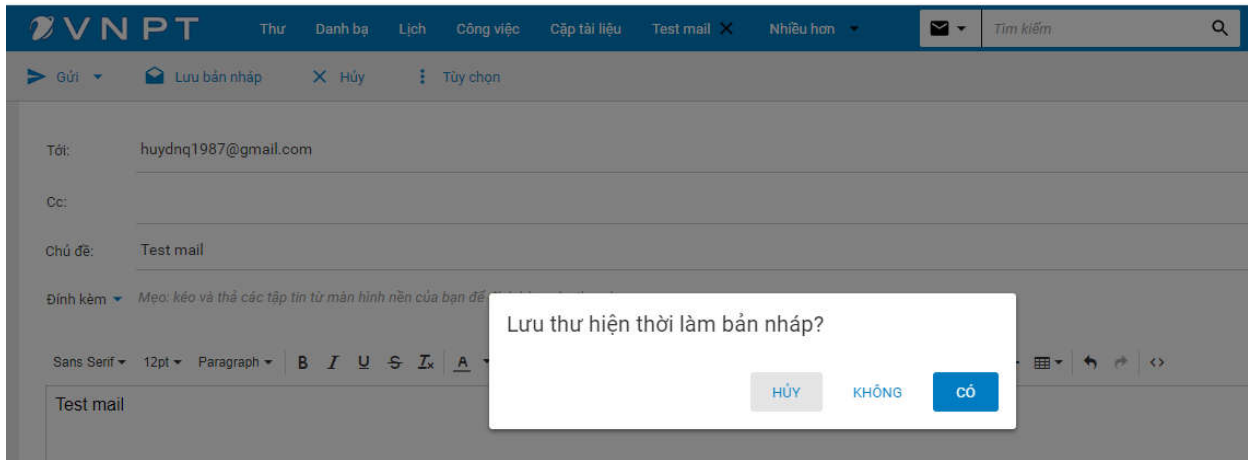 VNPT Thư Danh bạ Lịch Công việc Cặp tài liệu Test mail Nhiều hơn Tìm kiếm
Gửi Lưu bản nháp Hủy Tùy chọn
Tới: huydnq1987@gmail.com
Cc:
Chủ đề: Test mail
Đính kèm Mẹo: kéo và thả các tập tin từ màn hình nền của bạn để
Lưu thư hiện thời làm bản nháp?
Sans Serif 12pt Paragraph B I U S Ix A <>
HỦY KHÔNG CÓ
Test mail